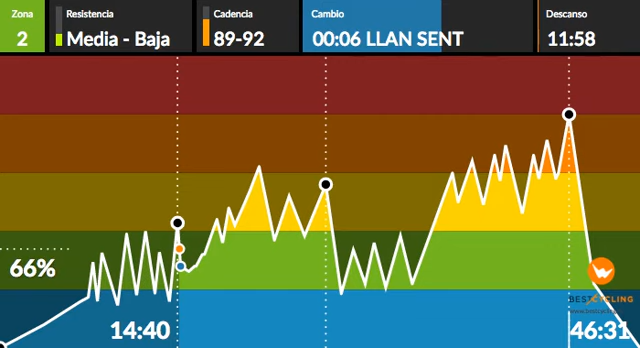 Zona
2
Resistencia
Media - Baja
Cadencia
89-92
Cambio
00:06 LLAN SENT
Descanso
11:58
66%
14:40
46:31
BESTCYCLING